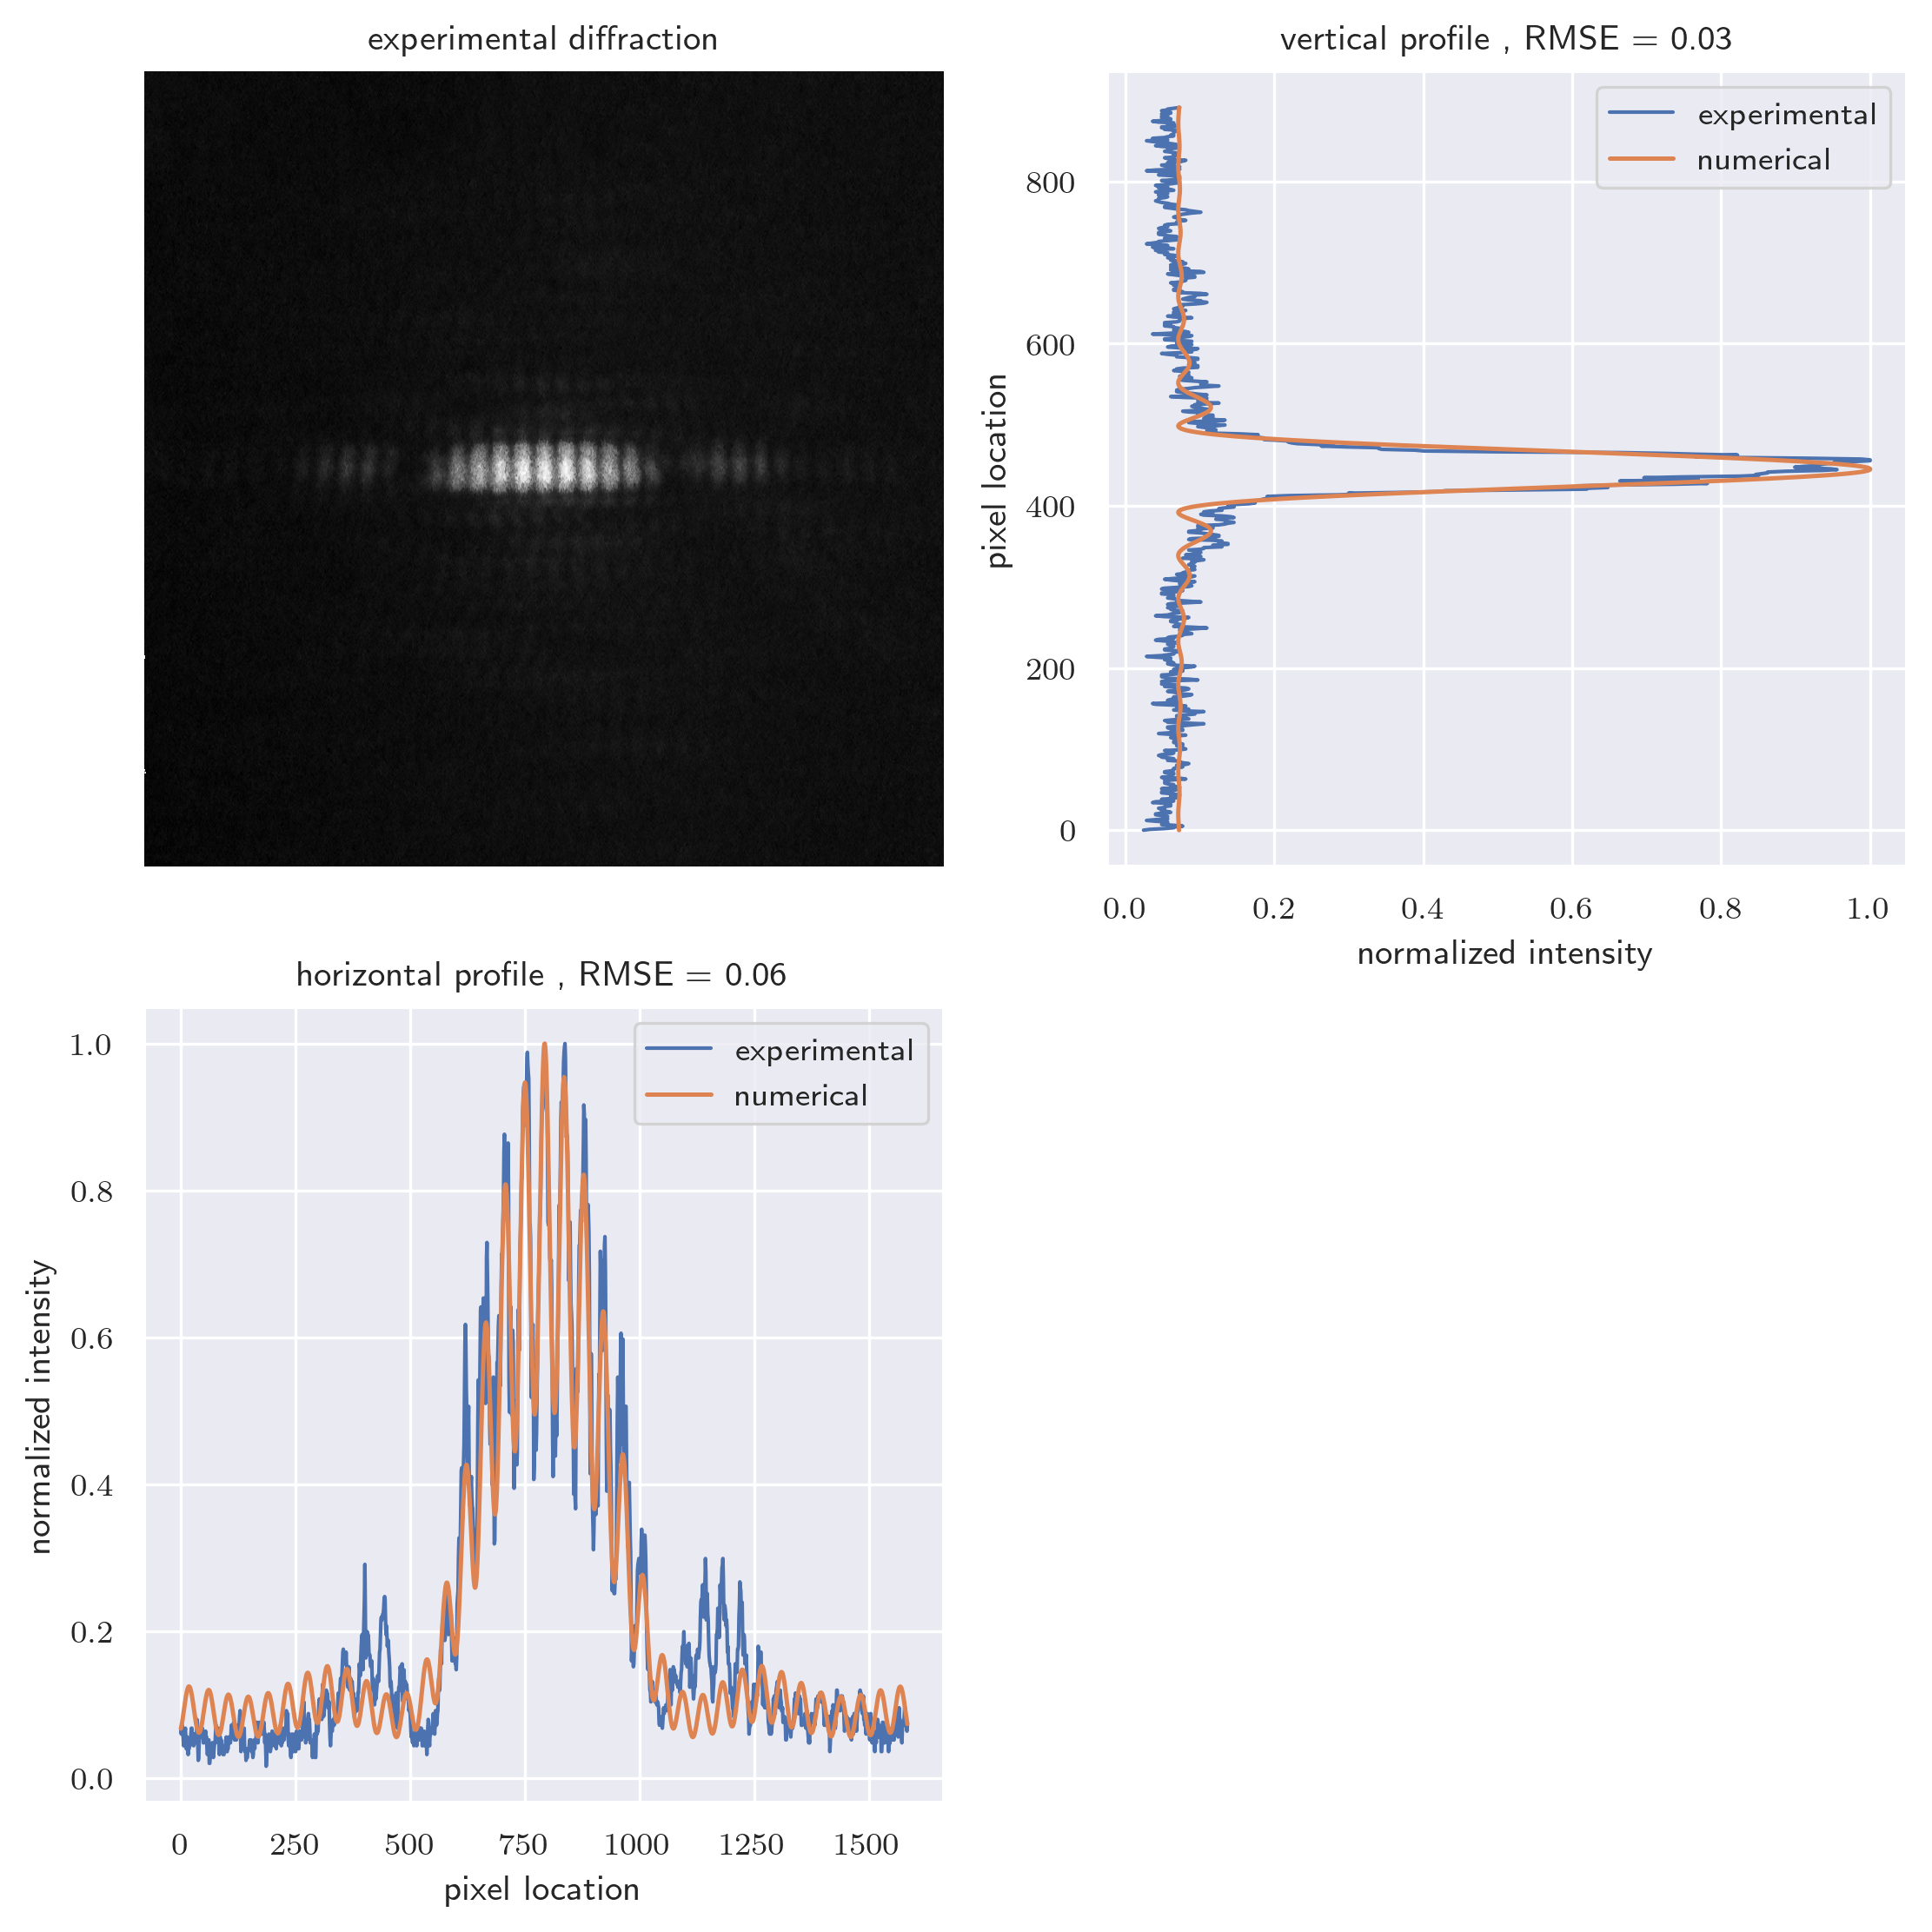 experimental diffraction
vertical profile , RMSE = 0.03
experimental
numerical
pixel location
800
600
400
200
0
0.0 0.2 0.4 0.6 0.8 1.0
normalized intensity
horizontal profile , RMSE = 0.06
experimental
numerical
normalized intensity
1.0
0.8
0.6
0.4
0.2
0.0
0 250 500 750 1000 1250 1500
pixel location